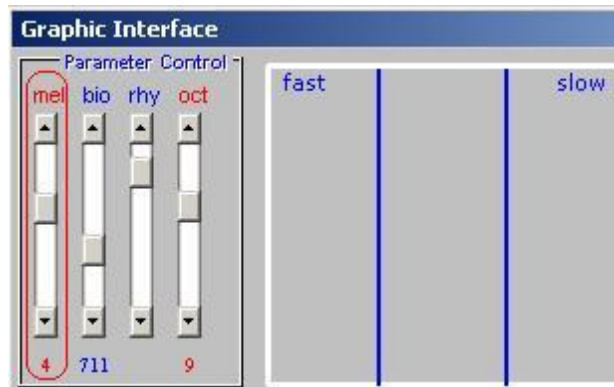 Graphic Interface
Parameter Control
mel bio rhy oct
4 711 9
fast slow